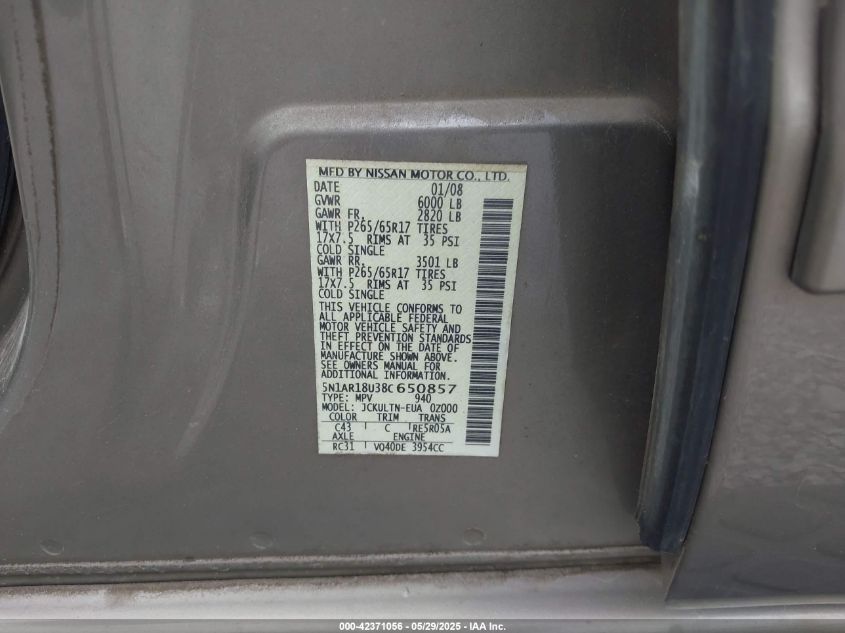 MFD BY NISSAN MOTOR CO., LTD.
DATE 01/08
GVWR 6000 LB
GAWR FR. 2820 LB
WITH P265/65R17 TIRES
17X7.5 RIMS AT 35 PSI
COLD SINGLE
GAWR RR. 3501 LB
WITH P265/65R17 TIRES
17X7.5 RIMS AT 35 PSI
COLD SINGLE
THIS VEHICLE CONFORMS TO
ALL APPLICABLE FEDERAL
MOTOR VEHICLE SAFETY AND
THEFT PREVENTION STANDARDS
IN EFFECT ON THE DATE OF
MANUFACTURE SHOWN ABOVE.
SEE OWNERS MANUAL FOR
ADDITIONAL INFORMATION.
5N1AR18U38C650857
TYPE: MPV 940
MODEL: JCKULTN-EUA 0Z000
COLOR TRIM TRANS
C43 C RE5R05A
AXLE ENGINE
RC31 VQ40DE 3954CC
000-42371056 - 05/29/2025 - IAA Inc.